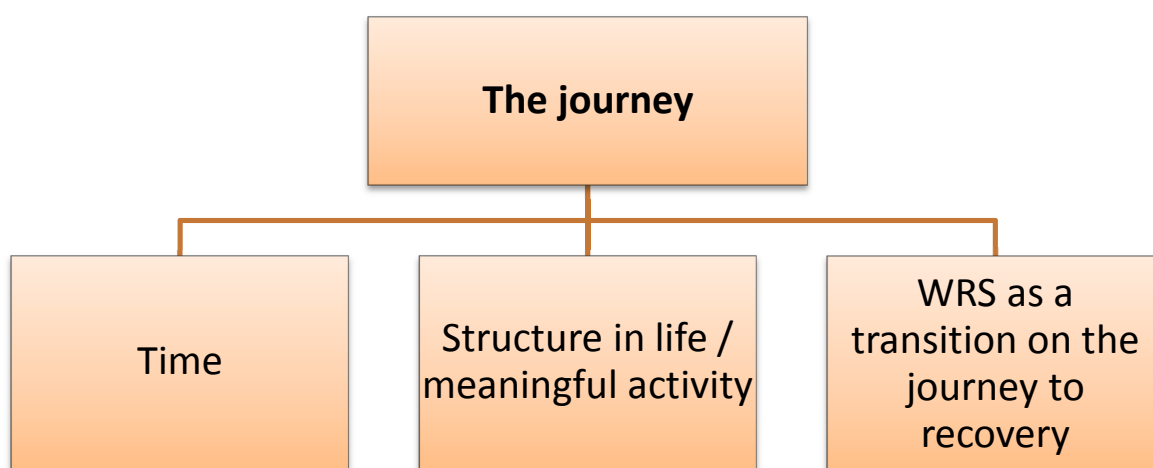 The journey
Time
Structure in life /
meaningful activity
WRS as a
transition on the
journey to
recovery